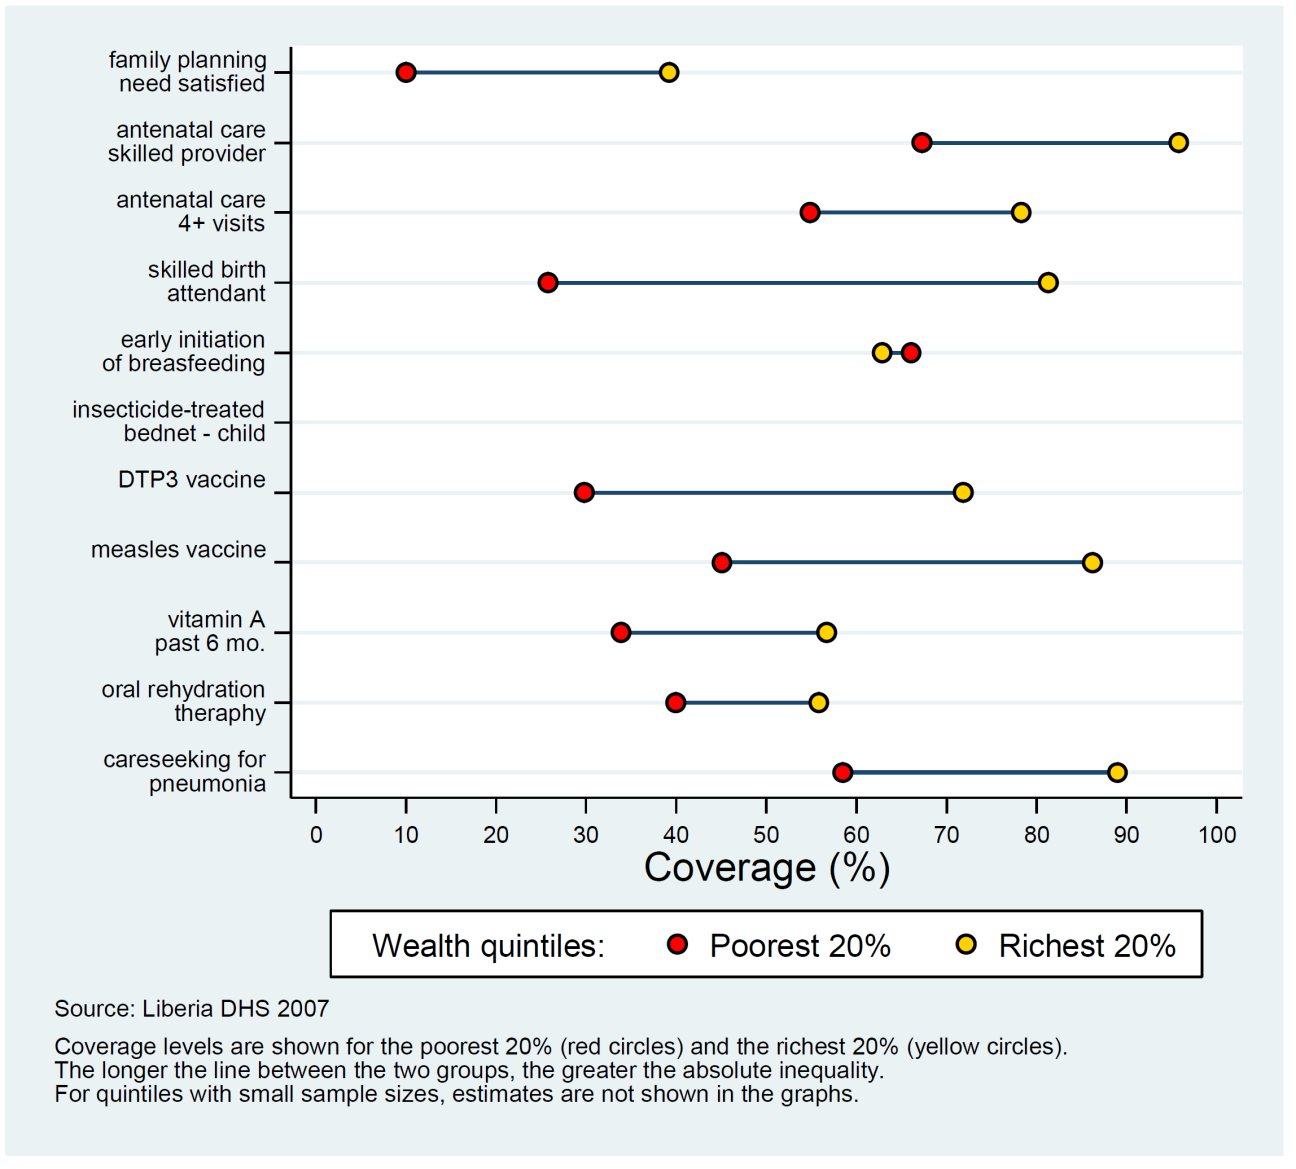 family planning
need satisfied
antenatal care
skilled provider
antenatal care
4+ visits
skilled birth
attendant
early initiation
of breasfeeding
insecticide-treated
bednet - child
DTP3 vaccine
measles vaccine
vitamin A
past 6 mo.
oral rehydration
theraphy
careseeking for
pneumonia
0 10 20 30 40 50 60 70 80 90 100
Coverage (%)
Wealth quintiles: Poorest 20% Richest 20%
Source: Liberia DHS 2007
Coverage levels are shown for the poorest 20% (red circles) and the richest 20% (yellow circles).
The longer the line between the two groups, the greater the absolute inequality.
For quintiles with small sample sizes, estimates are not shown in the graphs.